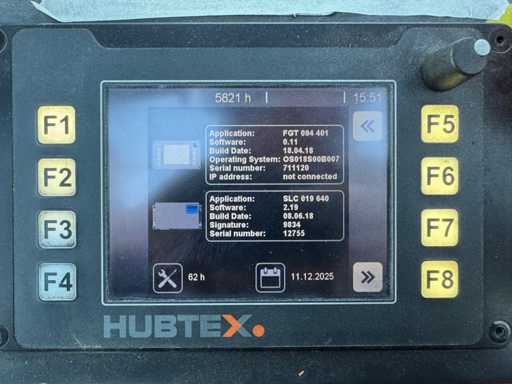 5821 h
15:51
F1
F2
F3
F4
F5
F6
F7
F8
Application: FGT 094 401
Software: 0.11
Build Date: 18.04.18
Operating System: OS018S00B007
Serial number: 711120
IP address: not connected
Application: SLC 019 640
Software: 2.19
Build Date: 08.06.18
Signature: 9834
Serial number: 12755
62 h
11.12.2025
HUBTEX